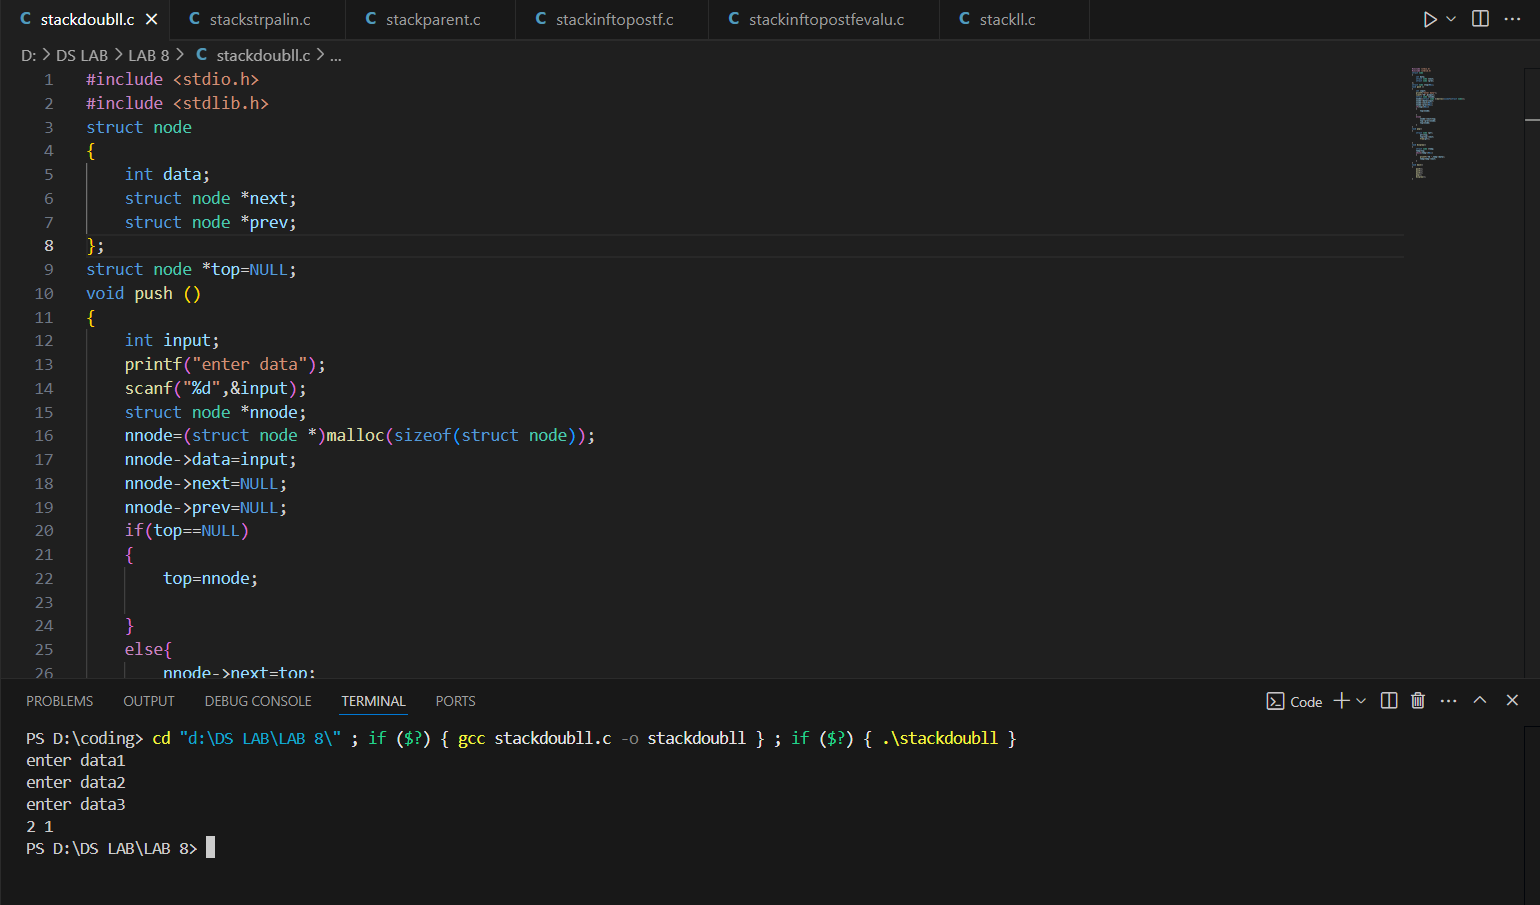 C stackdoubll.c C stackstrpalin.c C stackparent.c C stackinftopostf.c C stackinftopostfevalu.c C stackll.c
D: > DS LAB > LAB 8 > C stackdoubll.c > ...
1 #include <stdio.h>
2 #include <stdlib.h>
3 struct node
4 {
5 int data;
6 struct node *next;
7 struct node *prev;
8 };
9 struct node *top=NULL;
10 void push ()
11 {
12 int input;
13 printf("enter data");
14 scanf("%d",&input);
15 struct node *nnode;
16 nnode=(struct node *)malloc(sizeof(struct node));
17 nnode->data=input;
18 nnode->next=NULL;
19 nnode->prev=NULL;
20 if(top==NULL)
21 {
22 top=nnode;
23
24 }
25 else{
26 nnode->next=top;
PROBLEMS OUTPUT DEBUG CONSOLE TERMINAL PORTS Code
PS D:\coding> cd "d:\DS LAB\LAB 8\" ; if ($?) { gcc stackdoubll.c -o stackdoubll } ; if ($?) { .\stackdoubll }
enter data1
enter data2
enter data3
2 1
PS D:\DS LAB\LAB 8>